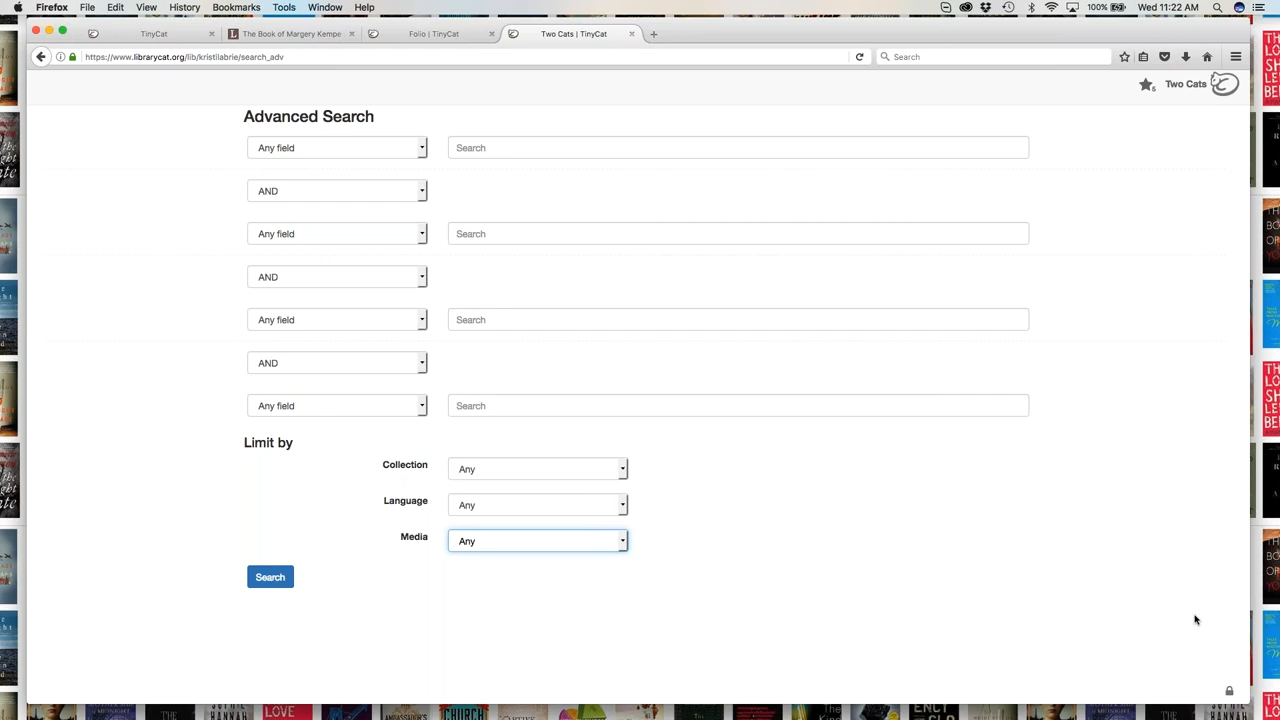 Firefox File Edit View History Bookmarks Tools Window Help 100% Wed 11:22 AM
TinyCat The Book of Margery Kempe Folio | TinyCat Two Cats | TinyCat
https://www.librarycat.org/lib/kristilabrie/search_adv Search
6 Two Cats
Advanced Search
Any field Search
AND
Any field Search
AND
Any field Search
AND
Any field Search
Limit by
Collection Any
Language Any
Media Any
Search